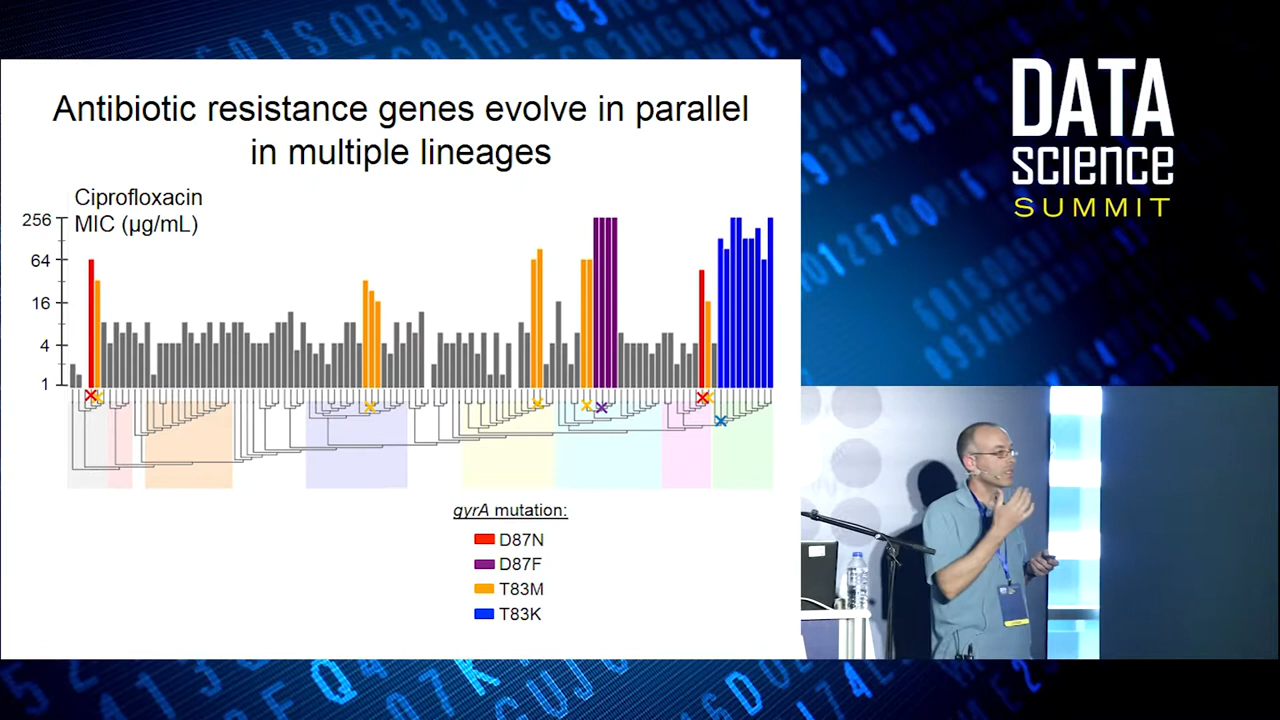 Antibiotic resistance genes evolve in parallel
in multiple lineages
Ciprofloxacin
MIC (µg/mL)
256
64
16
4
1
gyrA mutation:
D87N
D87F
T83M
T83K
DATA
science
SUMMIT